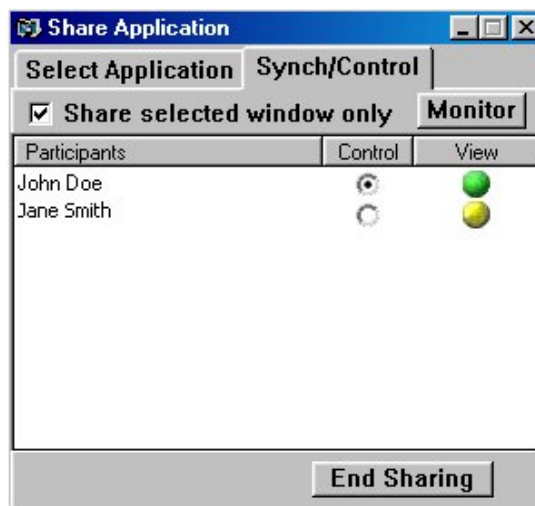 Share Application
Select Application Synch/Control
Share selected window only Monitor
Participants Control View
John Doe
Jane Smith
End Sharing